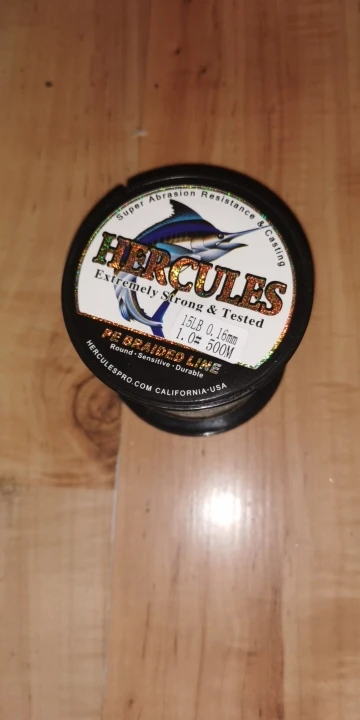 Super Abrasion Resistance & Casting
HERCULES
Extremely Strong & Tested
15LB 0.16mm
1.0# 500M
PE BRAIDED LINE
Round·Sensitive·Durable
HERCULESPRO.COM CALIFORNIA·USA